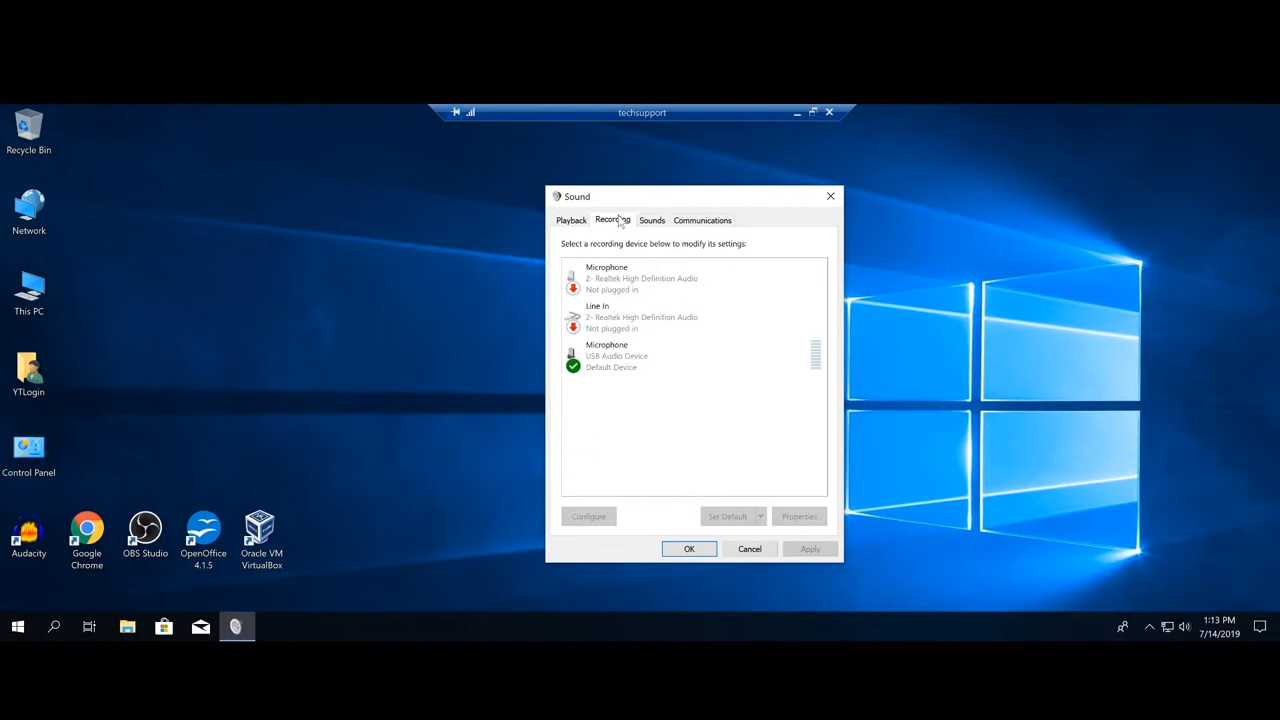 techsupport
Recycle Bin
Network
This PC
YTLogin
Control Panel
Audacity
Google
Chrome
OBS Studio
OpenOffice
4.1.5
Oracle VM
VirtualBox
Sound
Playback Recording Sounds Communications
Select a recording device below to modify its settings:
Microphone
2- Realtek High Definition Audio
Not plugged in
Line In
2- Realtek High Definition Audio
Not plugged in
Microphone
USB Audio Device
Default Device
Configure Set Default Properties
OK Cancel Apply
1:13 PM
7/14/2019